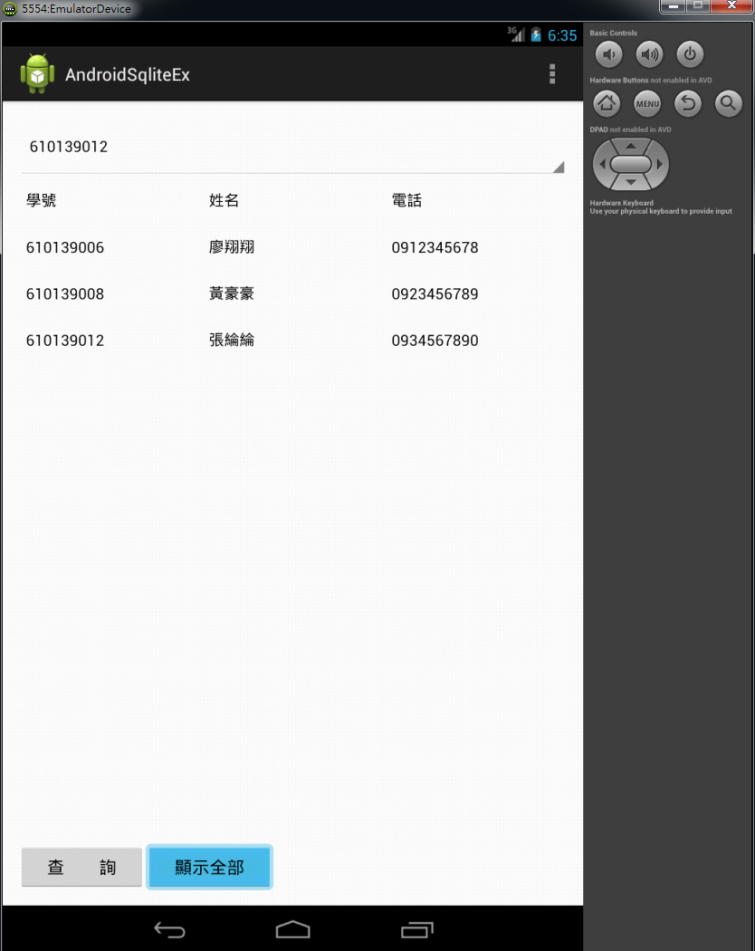 5554:EmulatorDevice
3G 6:35
AndroidSqliteEx
610139012
學號 姓名 電話
610139006 廖翔翔 0912345678
610139008 黃豪豪 0923456789
610139012 張綸綸 0934567890
查 詢 顯示全部
Basic Controls
Hardware Buttons not enabled in AVD
MENU
DPAD not enabled in AVD
Hardware Keyboard
Use your physical keyboard to provide input